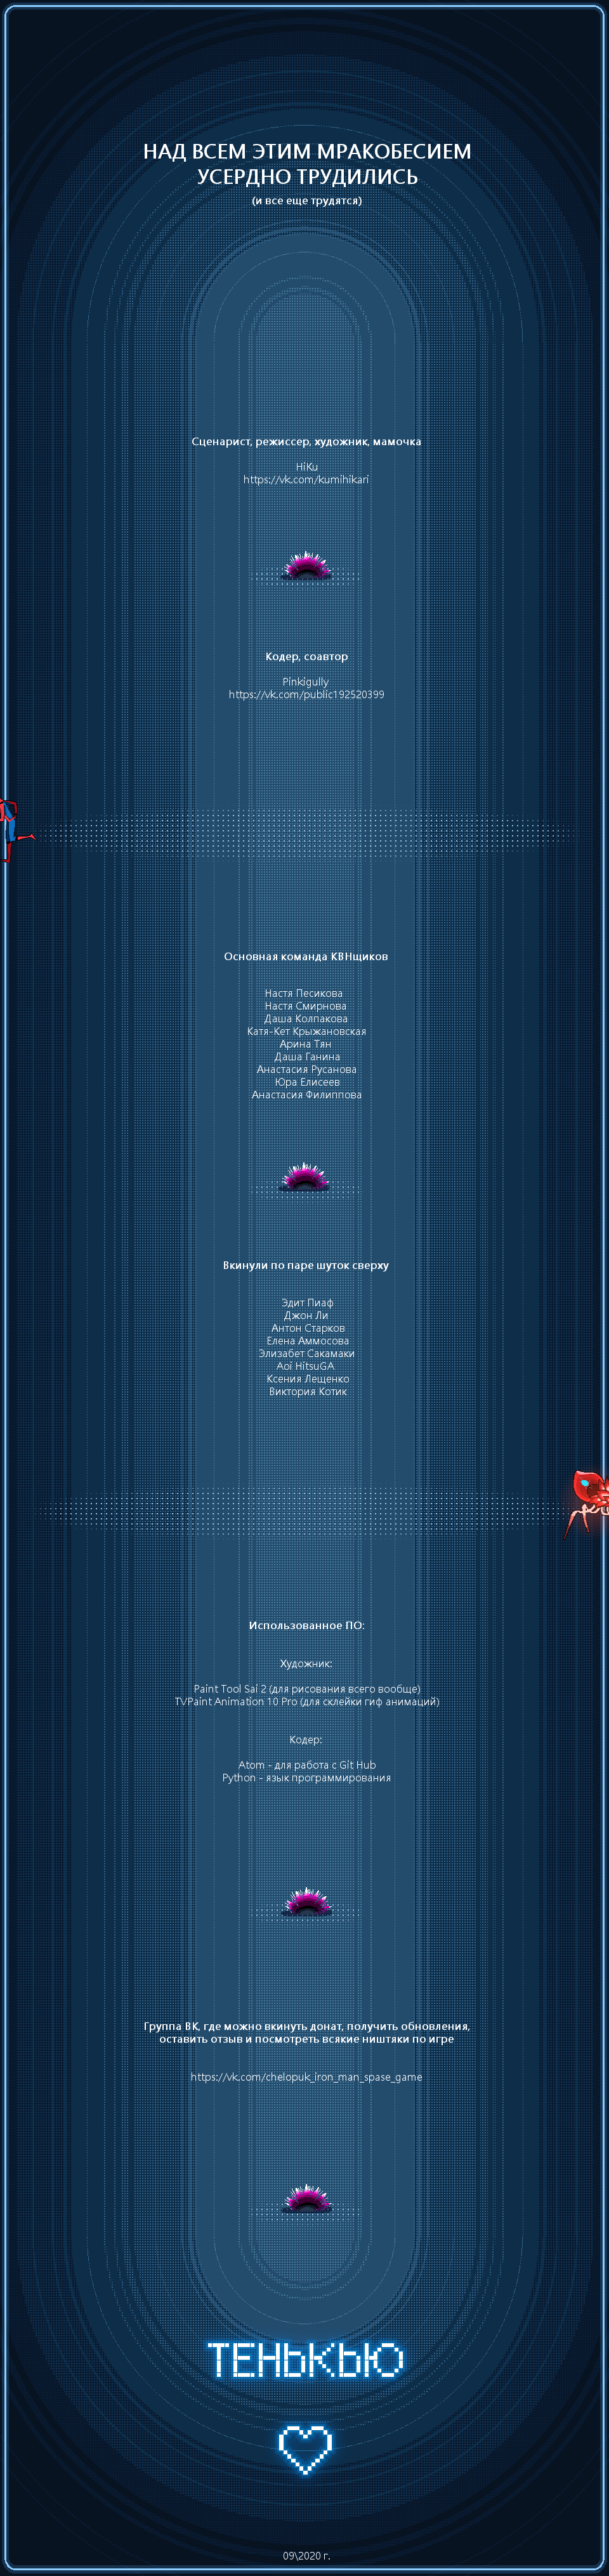 НАД ВСЕМ ЭТИМ МРАКОБЕСИЕМ
УСЕРДНО ТРУДИЛИСЬ
(и все еще трудятся)
Сценарист, режиссер, художник, мамочка
HiKu
https://vk.com/kumihikari
Кодер, соавтор
Pinkigully
https://vk.com/public192520399
Основная команда КВНщиков
Настя Песикова
Настя Смирнова
Даша Колпакова
Катя-Кет Крыжановская
Арина Тян
Даша Ганина
Анастасия Русанова
Юра Елисеев
Анастасия Филиппова
Вкинули по паре шуток сверху
Эдит Пиаф
Джон Ли
Антон Старков
Елена Аммосова
Элизабет Сакамаки
Aoi HitsuGA
Ксения Лещенко
Виктория Котик
Использованное ПО:
Художник:
Paint Tool Sai 2 (для рисования всего вообще)
TVPaint Animation 10 Pro (для склейки гиф анимаций)
Кодер:
Atom - для работа с Git Hub
Python - язык программирования
Группа ВК, где можно вкинуть донат, получить обновления,
оставить отзыв и посмотреть всякие ништяки по игре
https://vk.com/chelopuk_iron_man_spase_game
ТЕНЬКЬЮ
09\2020 г.